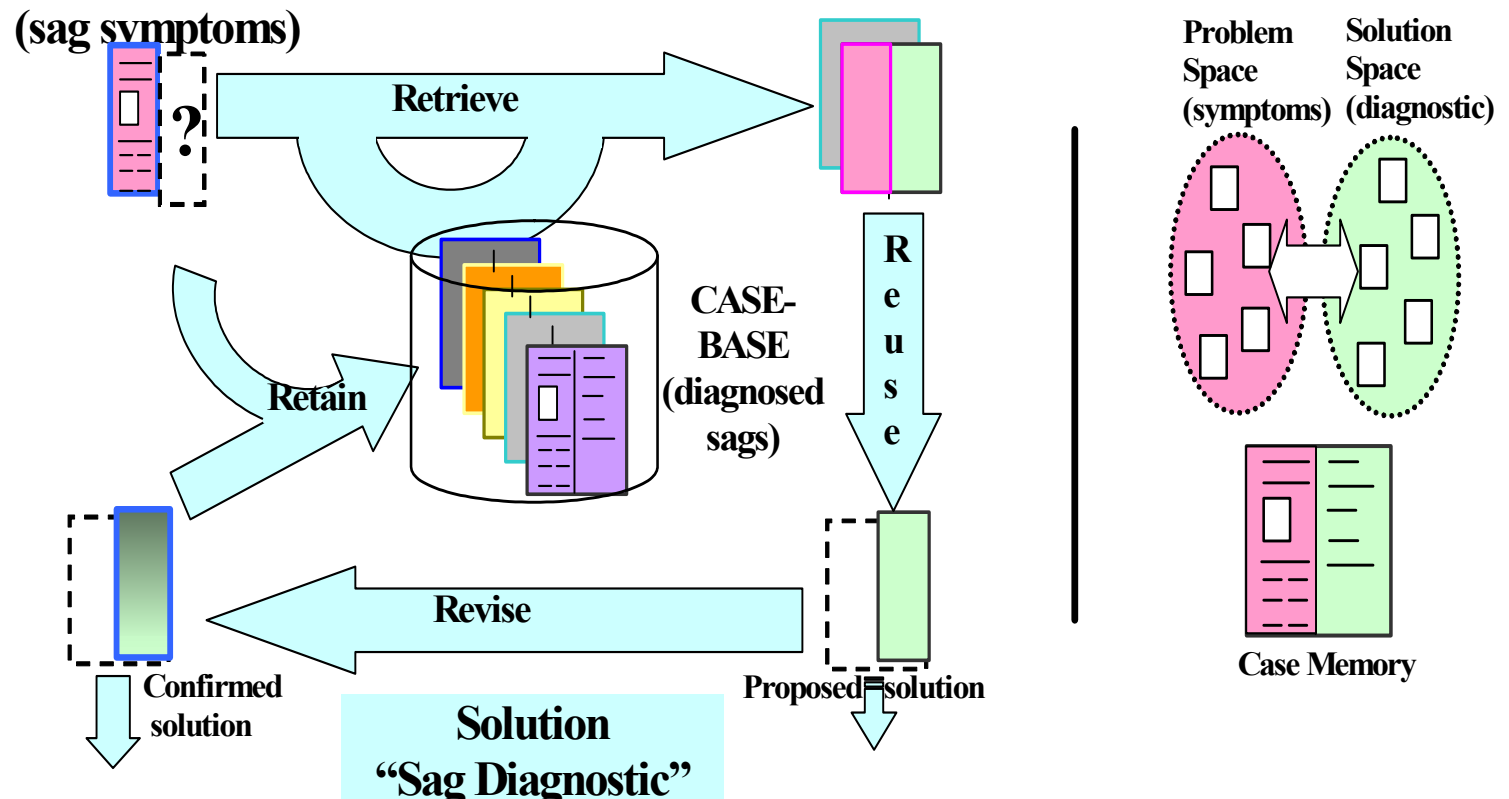 (sag symptoms)
?
Retrieve
CASE-
BASE
(diagnosed
sags)
R
e
u
s
e
Retain
Revise
Confirmed
solution
Proposed solution
Solution
“Sag Diagnostic”
Problem
Space
(symptoms)
Solution
Space
(diagnostic)
Case Memory